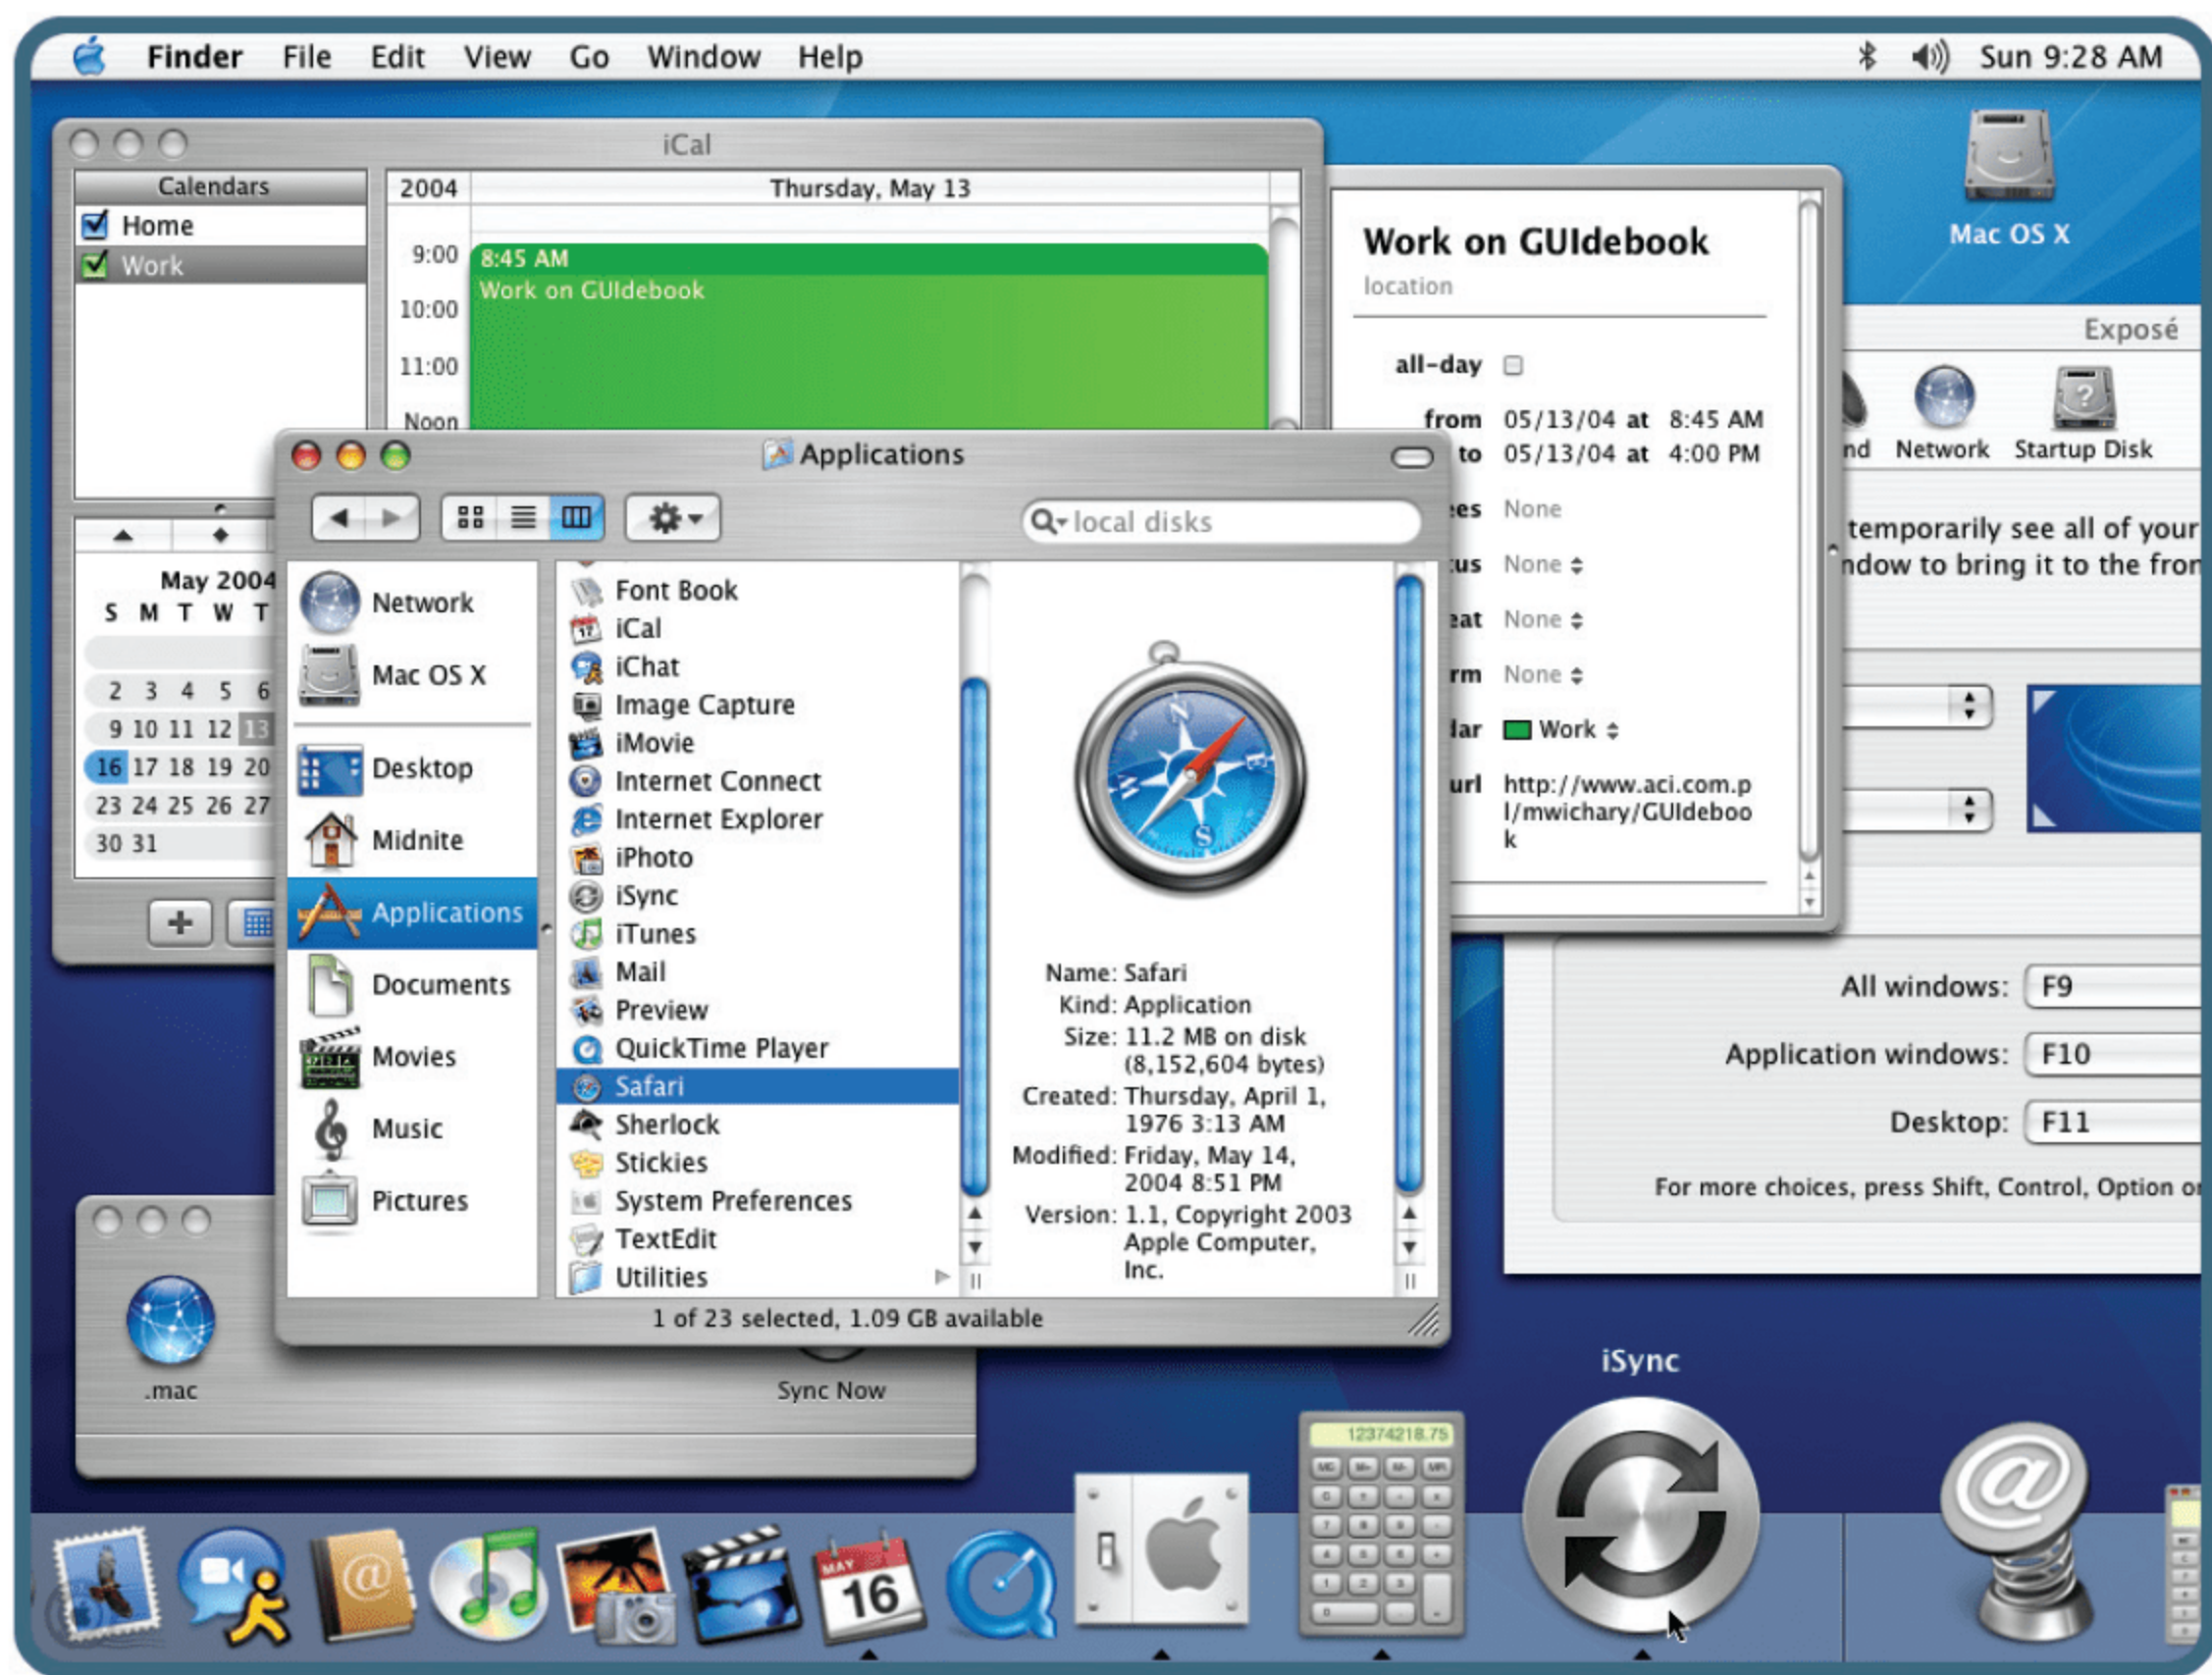 Finder File Edit View Go Window Help
Sun 9:28 AM
iCal
Calendars
Home
Work
2004 Thursday, May 13
9:00
10:00
11:00
Noon
8:45 AM
Work on GUIdebook
May 2004
S M T W T
2 3 4 5 6
9 10 11 12 13
16 17 18 19 20
23 24 25 26 27
30 31
Work on GUIdebook
location
all-day
from 05/13/04 at 8:45 AM
to 05/13/04 at 4:00 PM
ees None
us None
eat None
rm None
dar Work
url http://www.aci.com.p
l/mwichary/GUIdeboo
k
Mac OS X
Exposé
nd Network Startup Disk
temporarily see all of your
ndow to bring it to the fron
All windows: F9
Application windows: F10
Desktop: F11
For more choices, press Shift, Control, Option or
Applications
local disks
Network
Mac OS X
Desktop
Midnite
Applications
Documents
Movies
Music
Pictures
Font Book
iCal
iChat
Image Capture
iMovie
Internet Connect
Internet Explorer
iPhoto
iSync
iTunes
Mail
Preview
QuickTime Player
Safari
Sherlock
Stickies
System Preferences
TextEdit
Utilities
Name: Safari
Kind: Application
Size: 11.2 MB on disk
(8,152,604 bytes)
Created: Thursday, April 1,
1976 3:13 AM
Modified: Friday, May 14,
2004 8:51 PM
Version: 1.1, Copyright 2003
Apple Computer,
Inc.
1 of 23 selected, 1.09 GB available
.mac
Sync Now
iSync
12374218.75
MAY
16